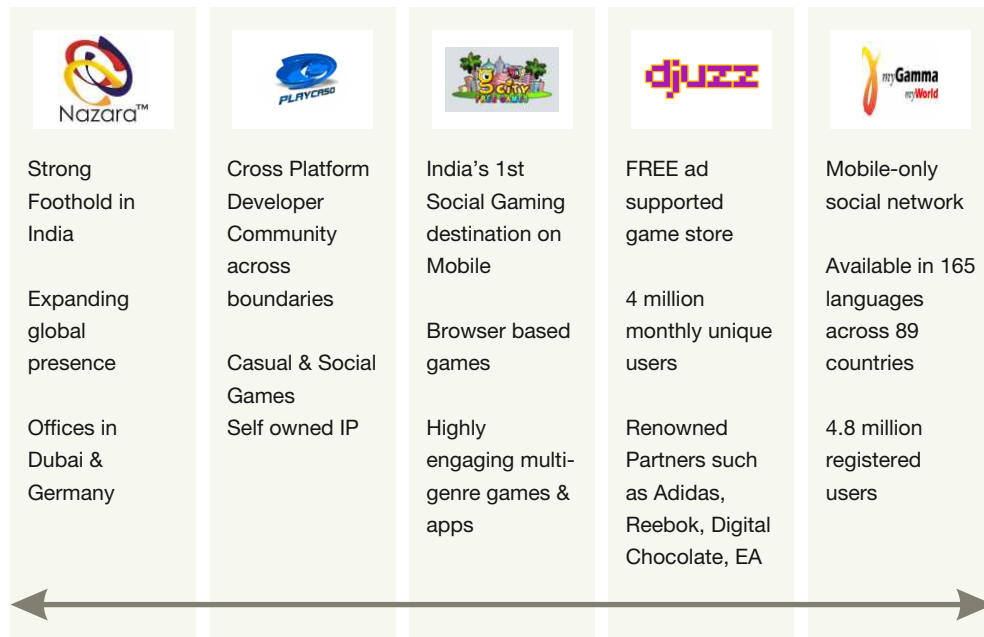 Nazara™
Strong
Foothold in
India
Expanding
global
presence
Offices in
Dubai &
Germany
PLAYCASO
Cross Platform
Developer
Community
across
boundaries
Casual & Social
Games
Self owned IP
g CITY
FREE GAMES
India’s 1st
Social Gaming
destination on
Mobile
Browser based
games
Highly
engaging multi-
genre games &
apps
djuzz
FREE ad
supported
game store
4 million
monthly unique
users
Renowned
Partners such
as Adidas,
Reebok, Digital
Chocolate, EA
myGamma
myWorld
Mobile-only
social network
Available in 165
languages
across 89
countries
4.8 million
registered
users